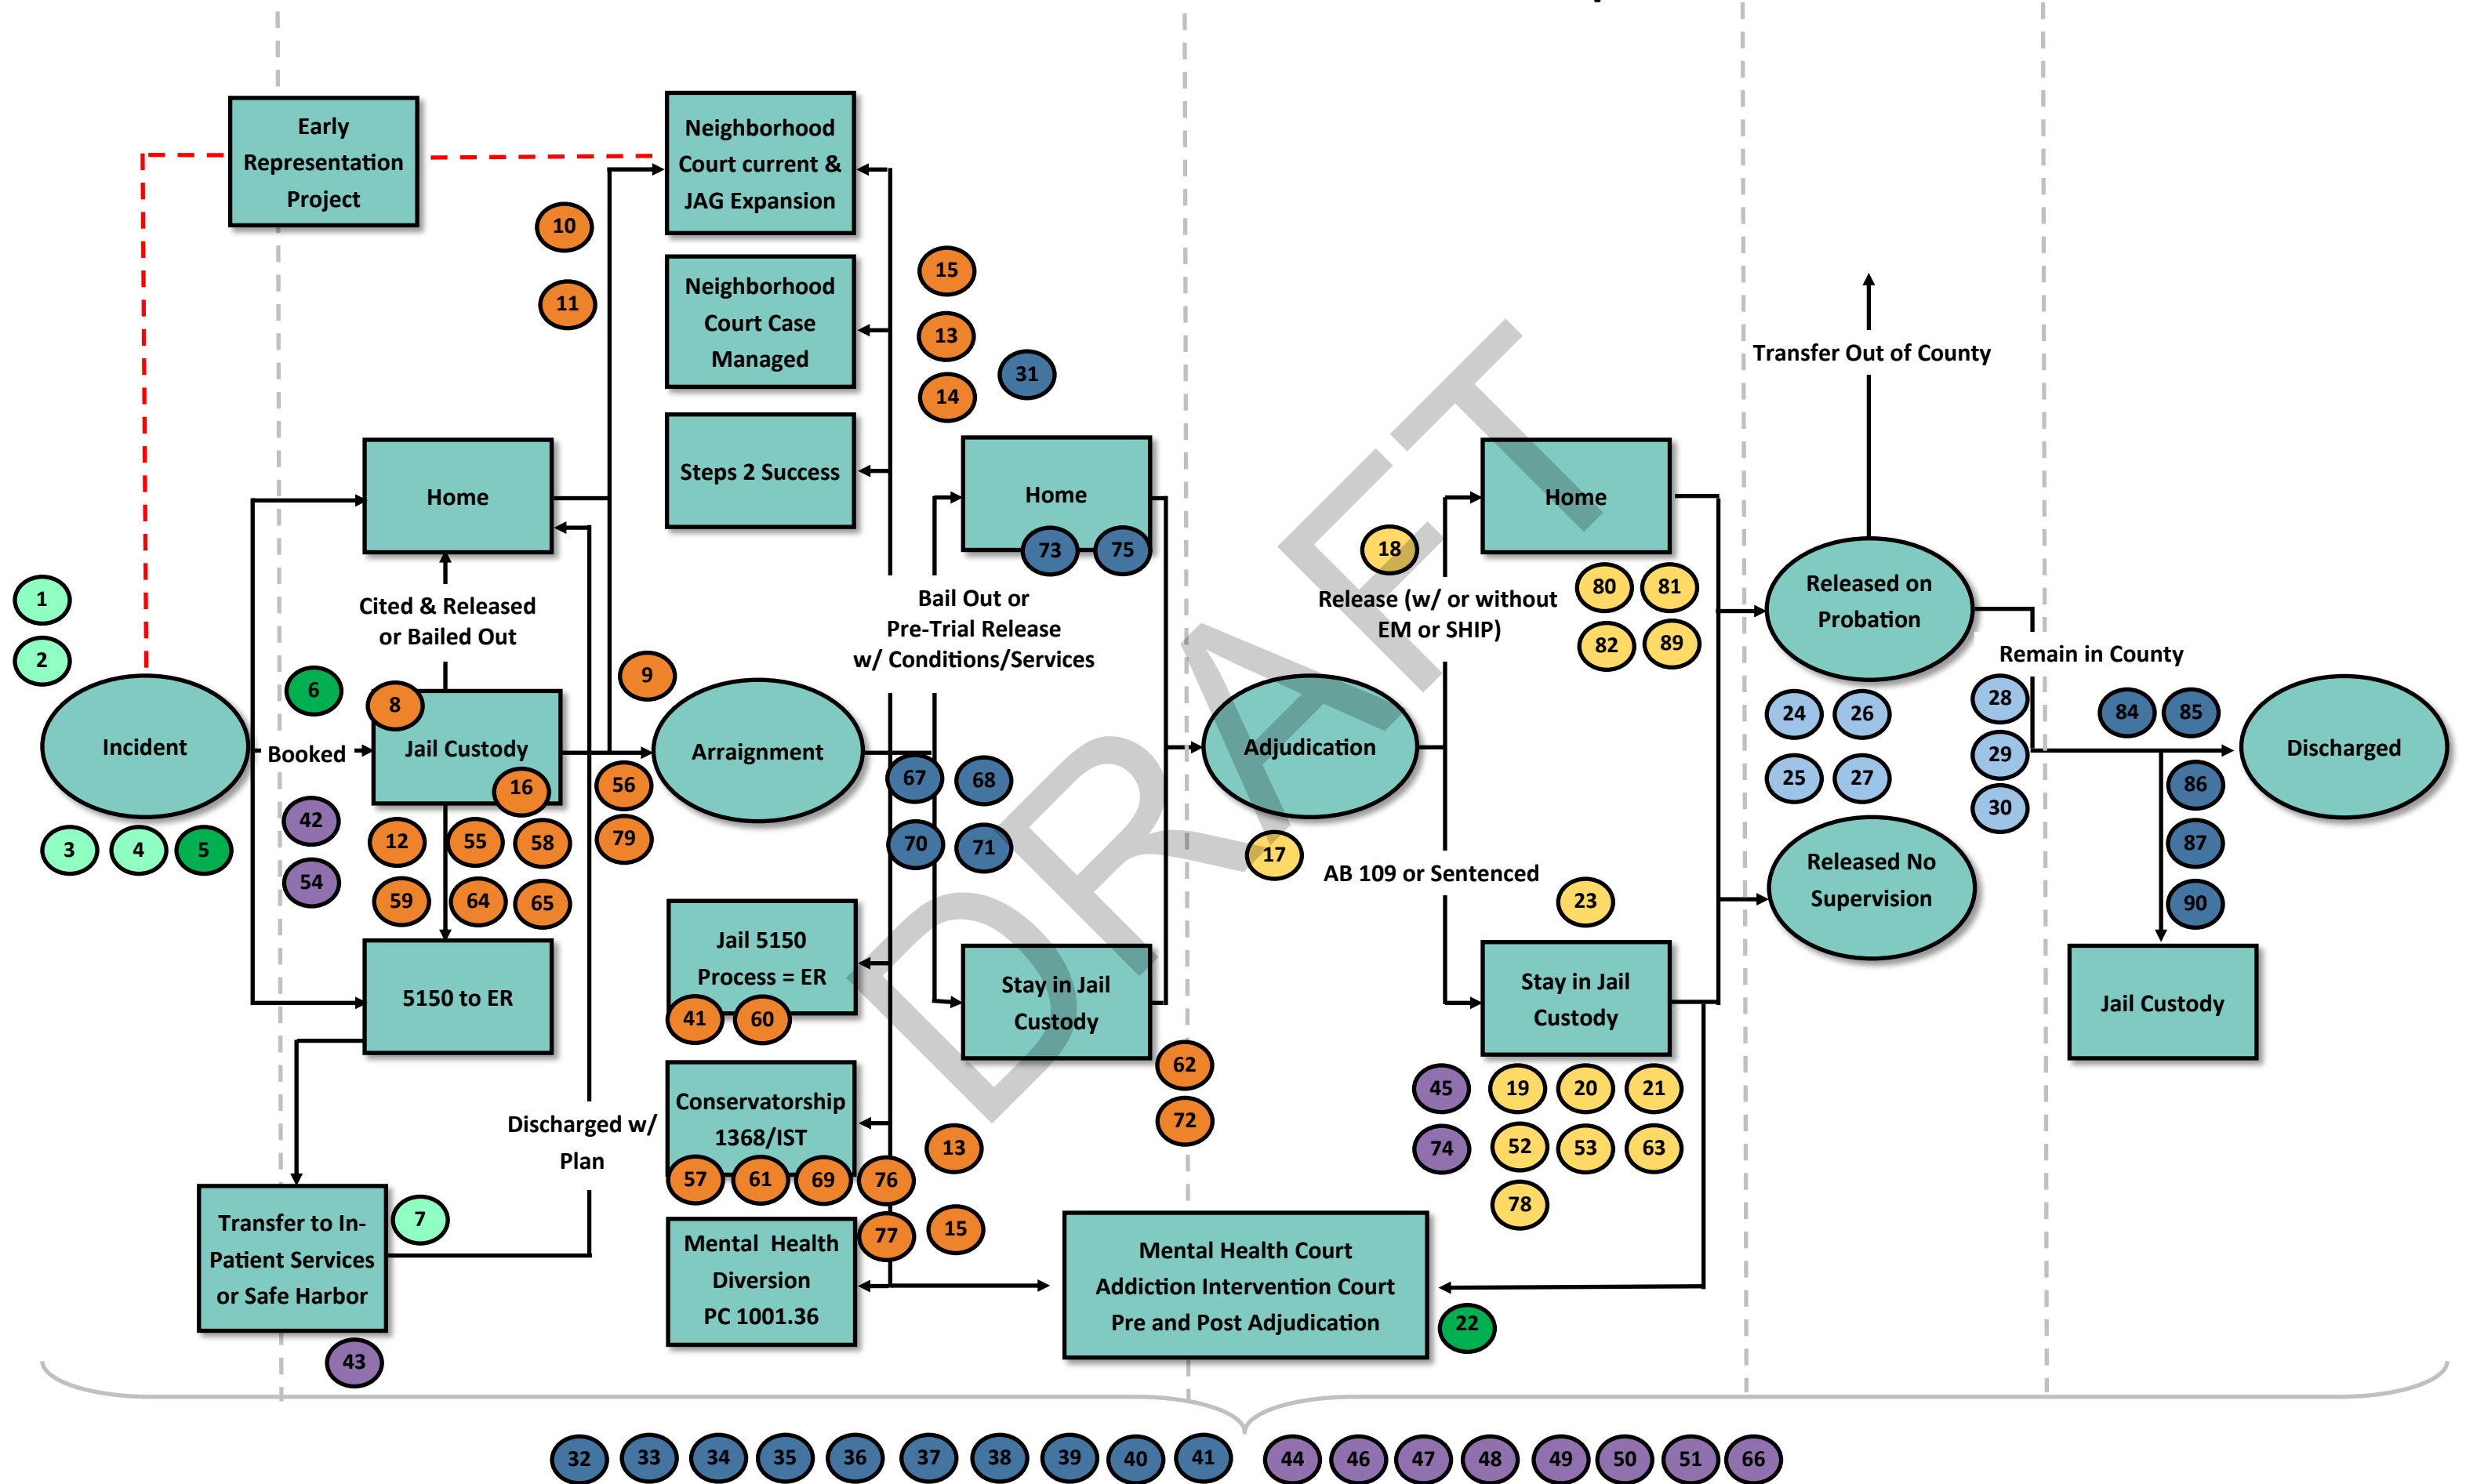 Early
Representation
Project
Neighborhood
Court current &
JAG Expansion
10
11
Neighborhood
Court Case
Managed
15
13
14
31
Steps 2 Success
Home
Home
73
75
Home
18
Transfer Out of County
1
2
Cited & Released
or Bailed Out
Bail Out or
Pre-Trial Release
w/ Conditions/Services
Release (w/ or without
EM or SHIP)
80
81
82
89
Released on
Probation
Remain in County
Incident
6
Booked
8
Jail Custody
16
9
56
79
Arraignment
67
68
70
71
Adjudication
17
24
26
25
27
28
29
30
84
85
Discharged
86
87
90
3
4
5
42
54
12
55
58
59
64
65
AB 109 or Sentenced
23
Released No
Supervision
5150 to ER
Jail 5150
Process = ER
41
60
Stay in Jail
Custody
62
72
Stay in Jail
Custody
Jail Custody
45
19
20
21
74
52
53
63
78
Discharged w/
Plan
Conservatorship
1368/IST
57
61
69
76
13
77
15
Transfer to In-
Patient Services
or Safe Harbor
7
43
Mental Health
Diversion
PC 1001.36
Mental Health Court
Addiction Intervention Court
Pre and Post Adjudication
22
DRAFT
32
33
34
35
36
37
38
39
40
41
44
46
47
48
49
50
51
66